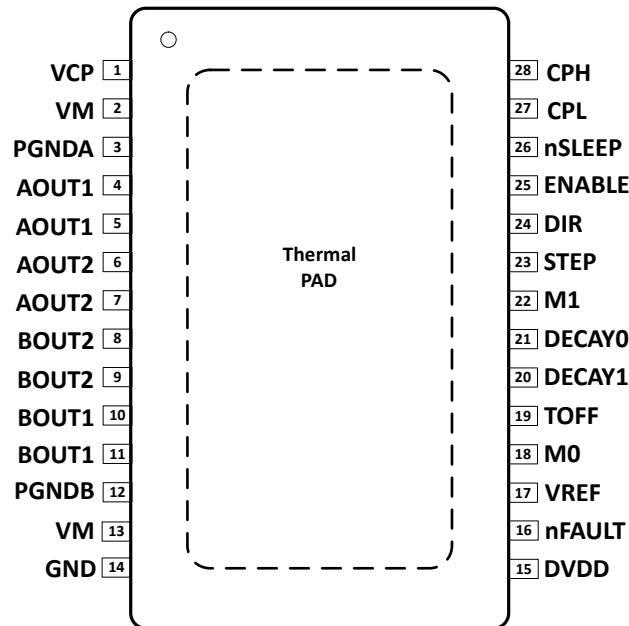 VCP 1 28 CPH
VM 2 27 CPL
PGNDA 3 26 nSLEEP
AOUT1 4 25 ENABLE
AOUT1 5 24 DIR
AOUT2 6 23 STEP
AOUT2 7 22 M1
BOUT2 8 21 DECAY0
BOUT2 9 20 DECAY1
BOUT1 10 19 TOFF
BOUT1 11 18 M0
PGNDB 12 17 VREF
VM 13 16 nFAULT
GND 14 15 DVDD
Thermal
PAD